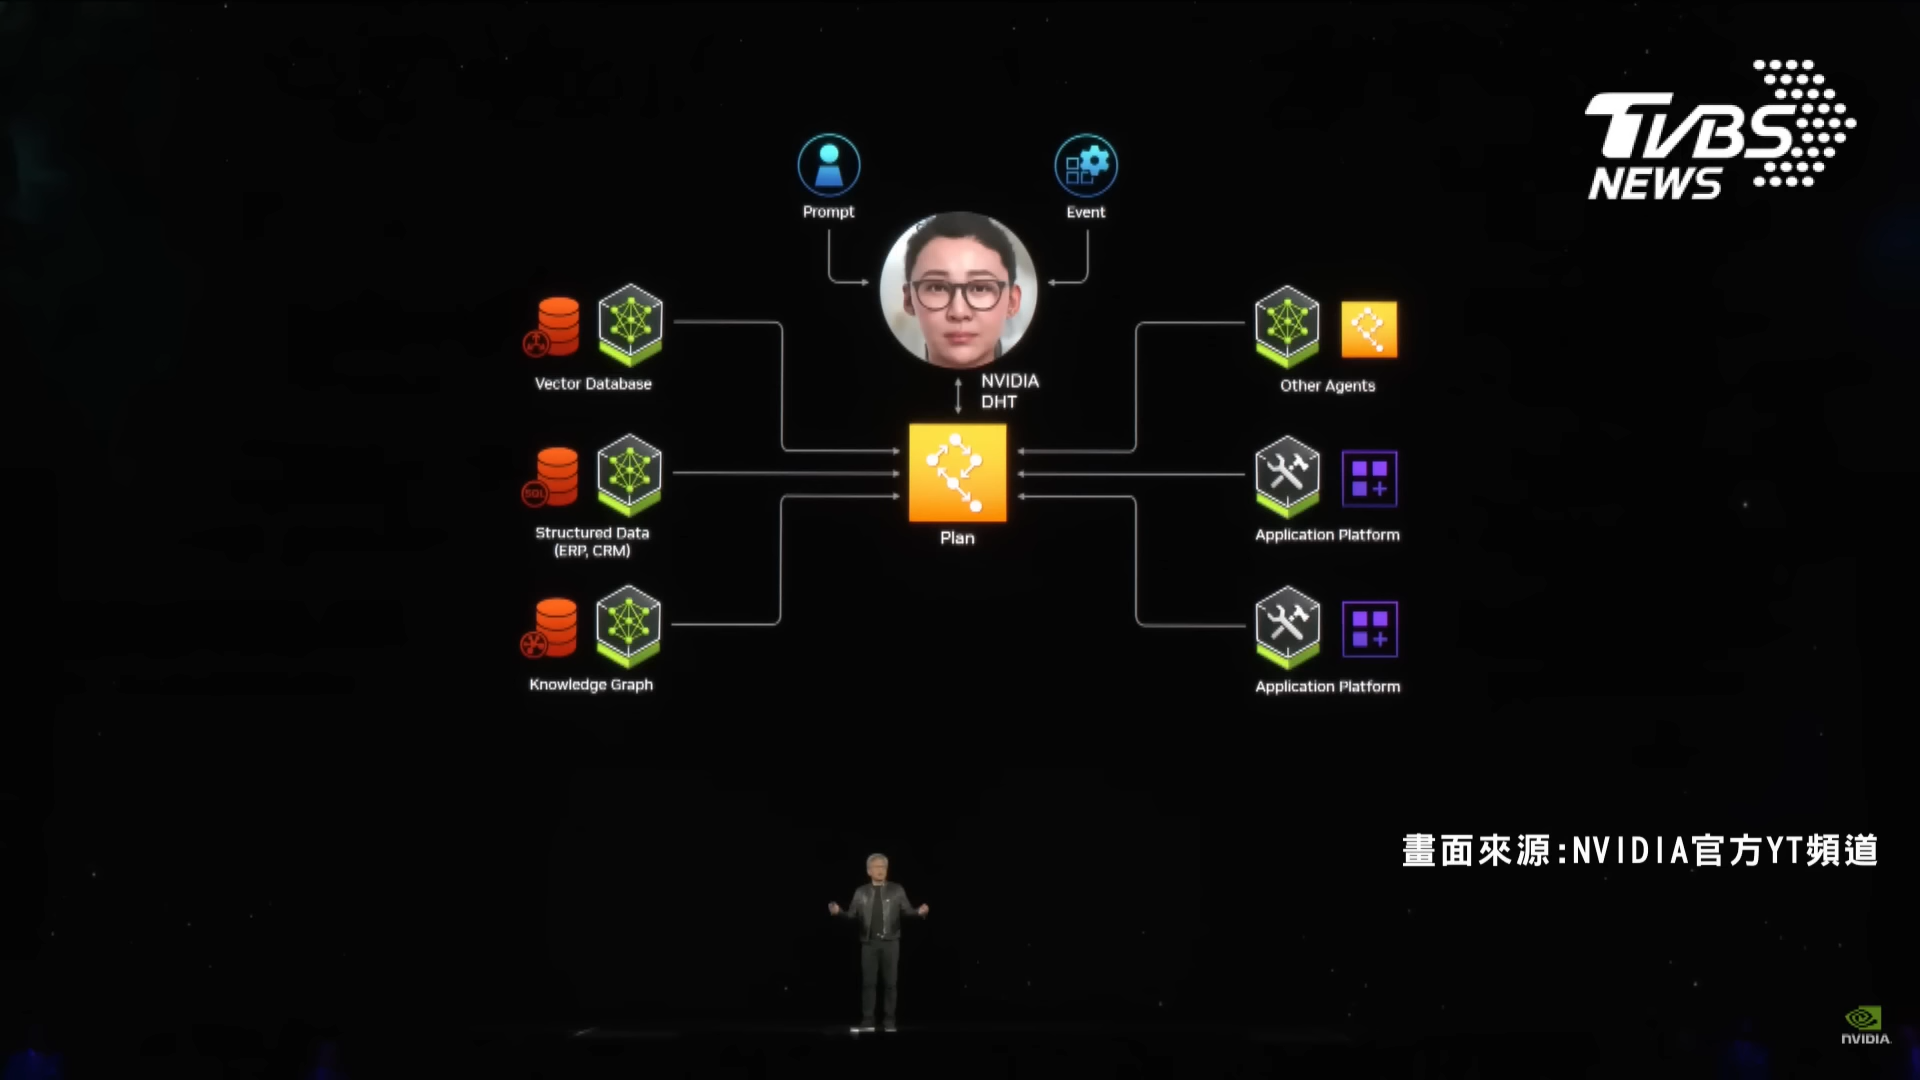 TVBS
NEWS
Prompt
Event
NVIDIA
DHT
Vector Database
Other Agents
SQL
Structured Data
(ERP, CRM)
Plan
Application Platform
Knowledge Graph
Application Platform
畫面來源:NVIDIA官方YT頻道
NVIDIA